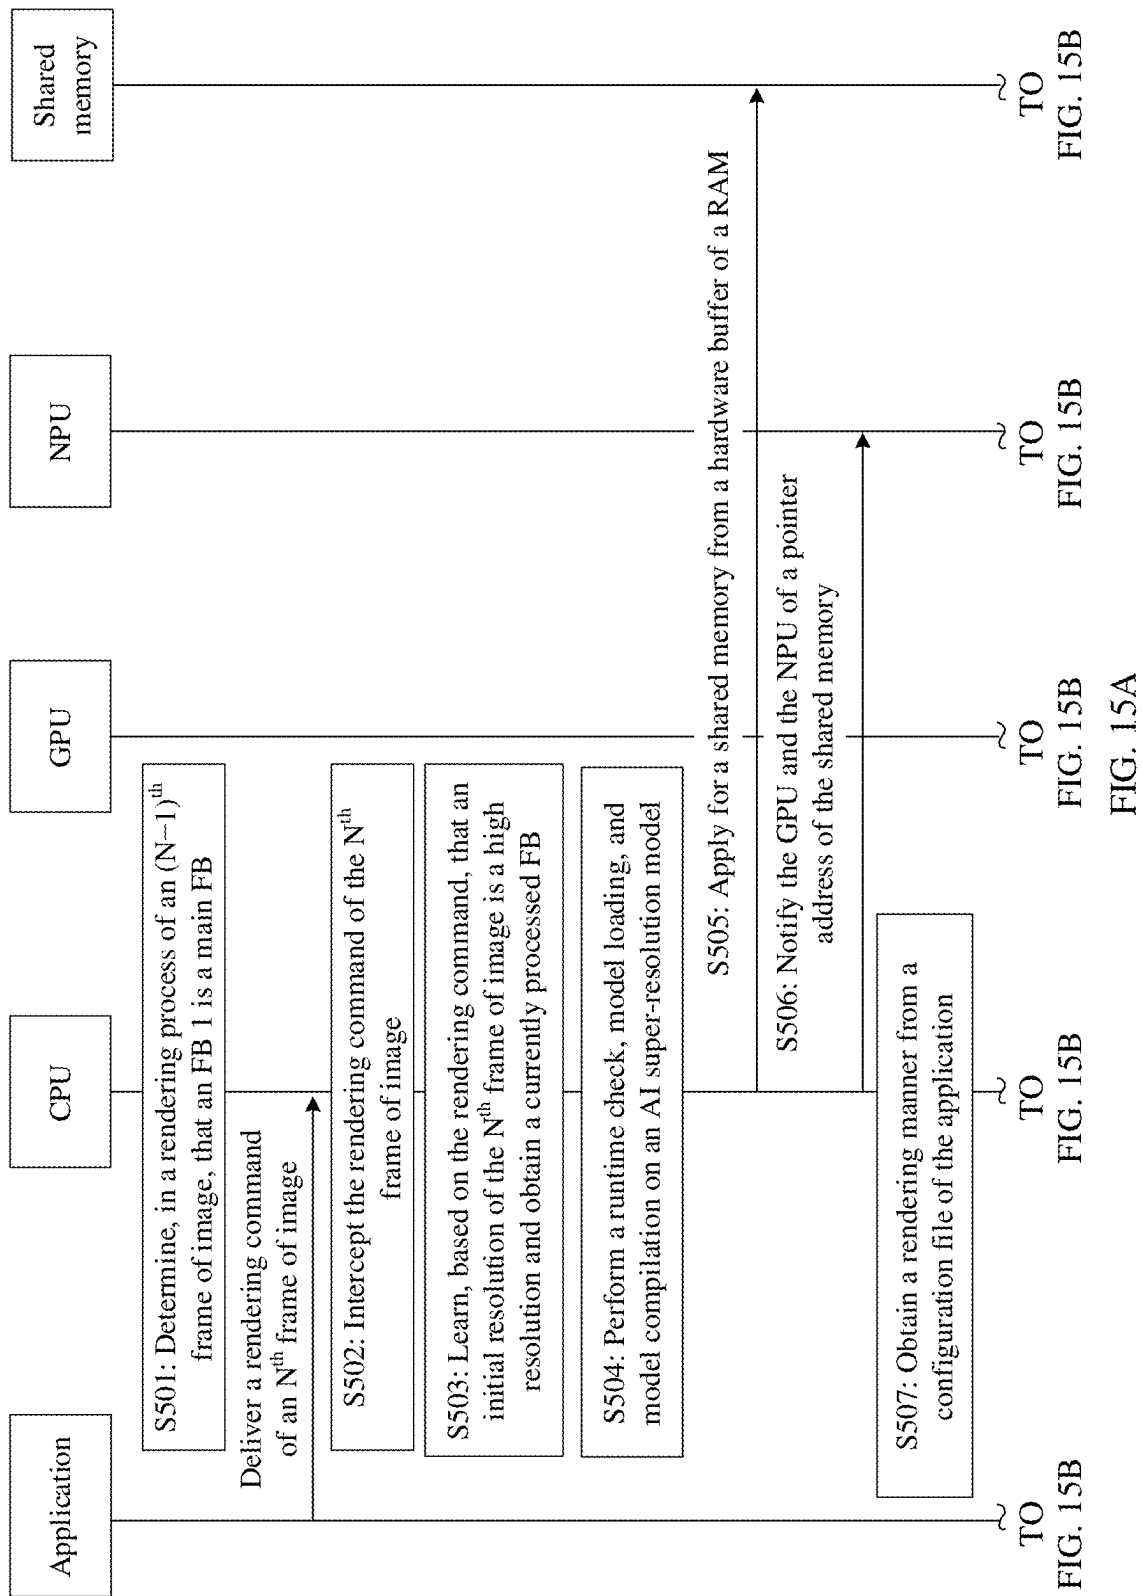 Application
CPU
GPU
NPU
Shared
memory
S501: Determine, in a rendering process of an (N−1)th
frame of image, that an FB 1 is a main FB
Deliver a rendering command
of an Nth frame of image
S502: Intercept the rendering command of the Nth
frame of image
S503: Learn, based on the rendering command, that an
initial resolution of the Nth frame of image is a high
resolution and obtain a currently processed FB
S504: Perform a runtime check, model loading, and
model compilation on an AI super-resolution model
S505: Apply for a shared memory from a hardware buffer of a RAM
S506: Notify the GPU and the NPU of a pointer
address of the shared memory
S507: Obtain a rendering manner from a
configuration file of the application
TO
FIG. 15B
TO
FIG. 15B
TO
FIG. 15B
TO
FIG. 15B
TO
FIG. 15B
FIG. 15A